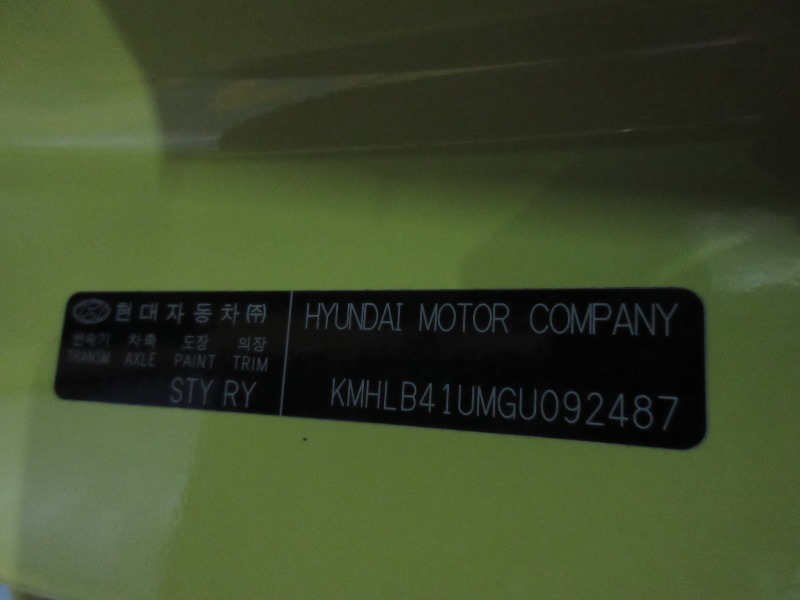 현대자동차㈜
변속기 차축 도장 의장
TRANSM AXLE PAINT TRIM
STY RY
HYUNDAI MOTOR COMPANY
KMHLB41UMGU092487